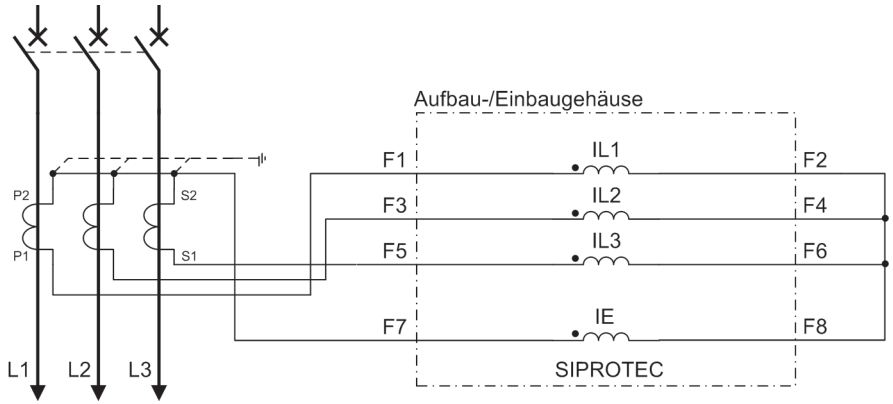 Aufbau-/Einbaugehäuse
F1 IL1 F2
P2 S2 IL2
F3 F4
IL3
P1 S1 F5 F6
IE
F7 F8
L1 L2 L3 SIPROTEC